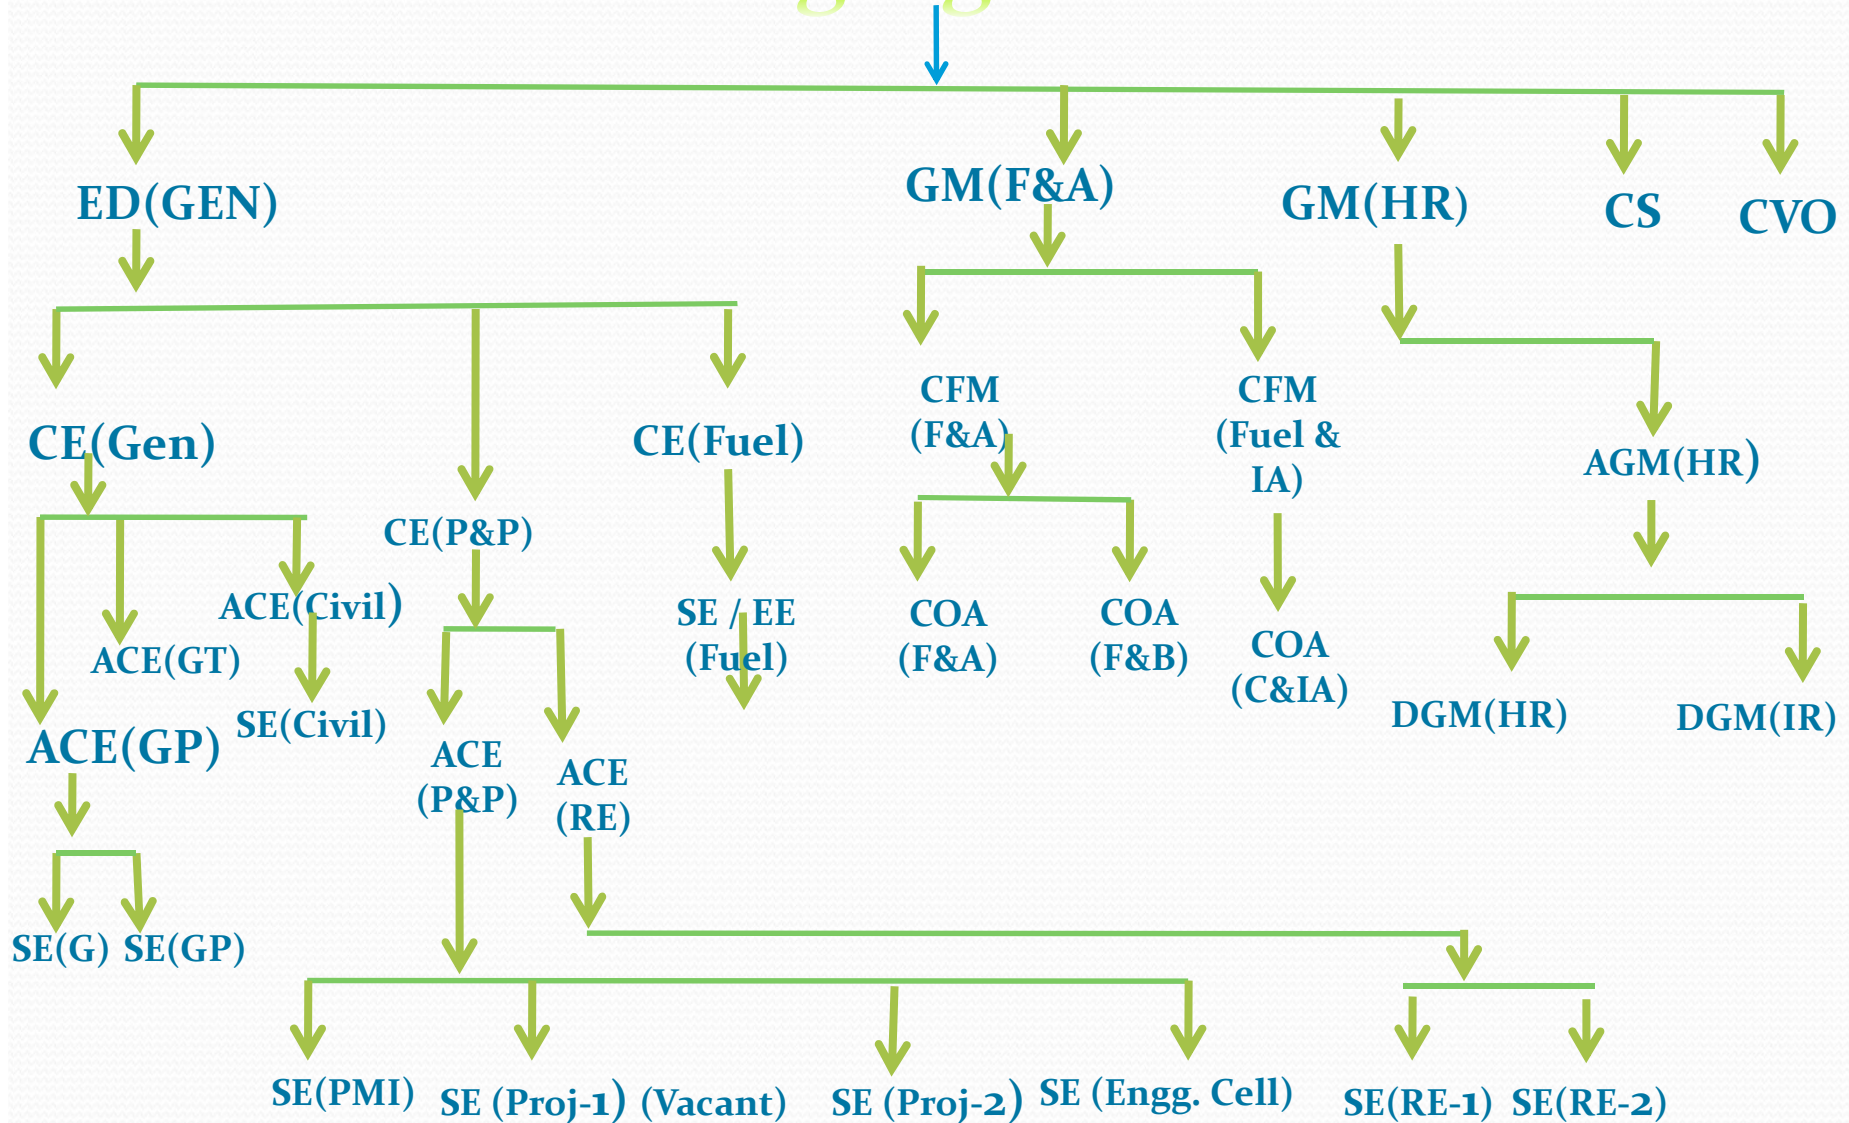 ED(GEN)
GM(F&A)
GM(HR)
CS
CVO
CE(Gen)
CE(P&P)
CE(Fuel)
CFM
(F&A)
CFM
(Fuel &
IA)
AGM(HR)
ACE(Civil)
ACE(GT)
SE(Civil)
ACE(GP)
SE / EE
(Fuel)
COA
(F&A)
COA
(F&B)
COA
(C&IA)
DGM(HR)
DGM(IR)
ACE
(P&P)
ACE
(RE)
SE(G)
SE(GP)
SE(PMI)
SE (Proj-1) (Vacant)
SE (Proj-2)
SE (Engg. Cell)
SE(RE-1)
SE(RE-2)